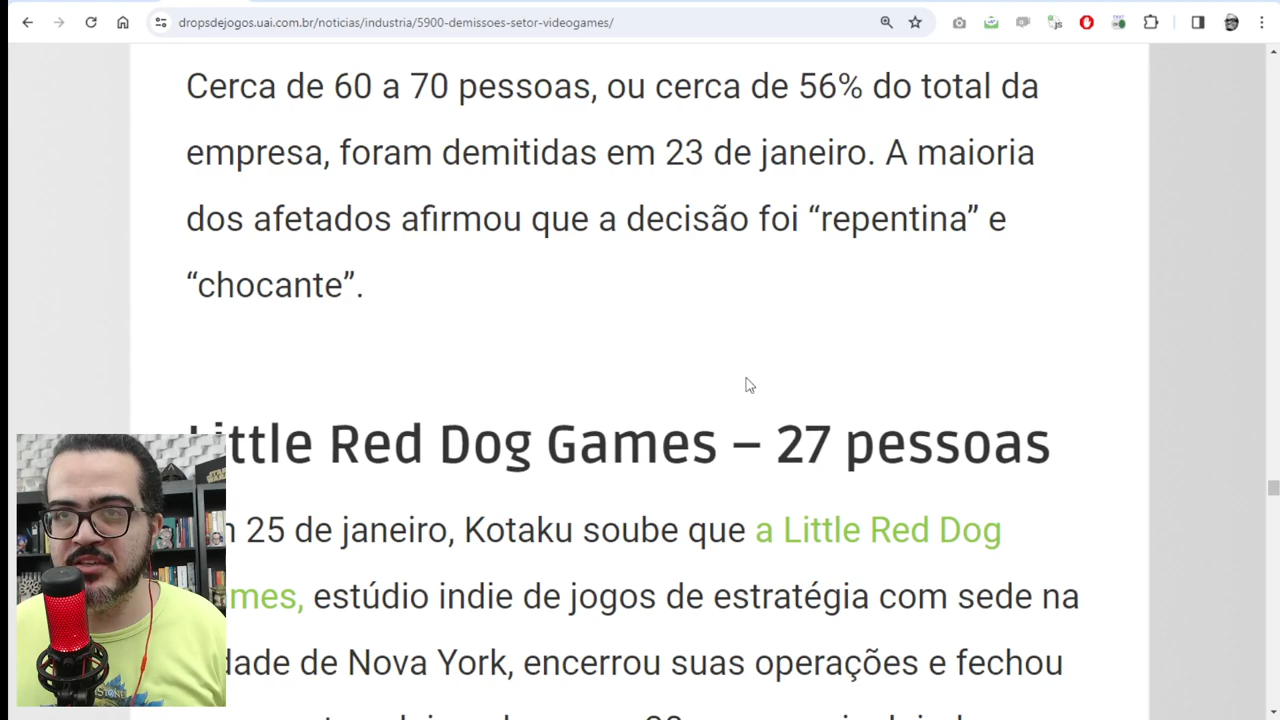 dropsdejogos.uai.com.br/noticias/industria/5900-demissoes-setor-videogames/
Cerca de 60 a 70 pessoas, ou cerca de 56% do total da
empresa, foram demitidas em 23 de janeiro. A maioria
dos afetados afirmou que a decisão foi “repentina” e
“chocante”.
Little Red Dog Games – 27 pessoas
25 de janeiro, Kotaku soube que a Little Red Dog
mes, estúdio indie de jogos de estratégia com sede na
dade de Nova York, encerrou suas operações e fechou